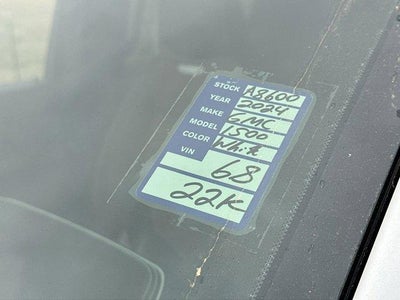 STOCK A8600
YEAR 2024
MAKE GMC
MODEL 1500
COLOR White
VIN
68
22K